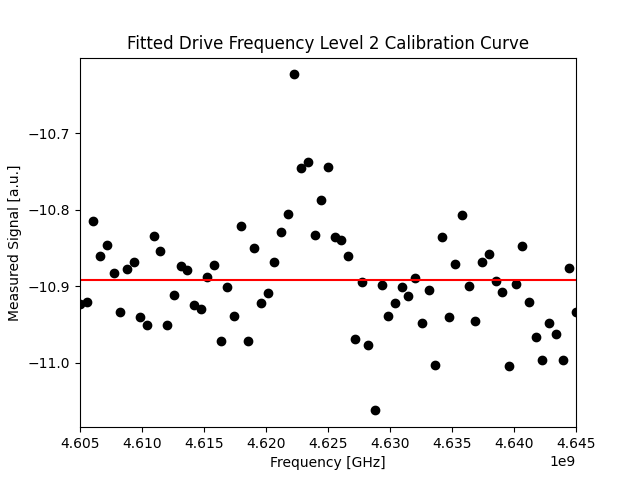 Fitted Drive Frequency Level 2 Calibration Curve
Measured Signal [a.u.]
−10.7
−10.8
−10.9
−11.0
4.605 4.610 4.615 4.620 4.625 4.630 4.635 4.640 4.645
1e9
Frequency [GHz]